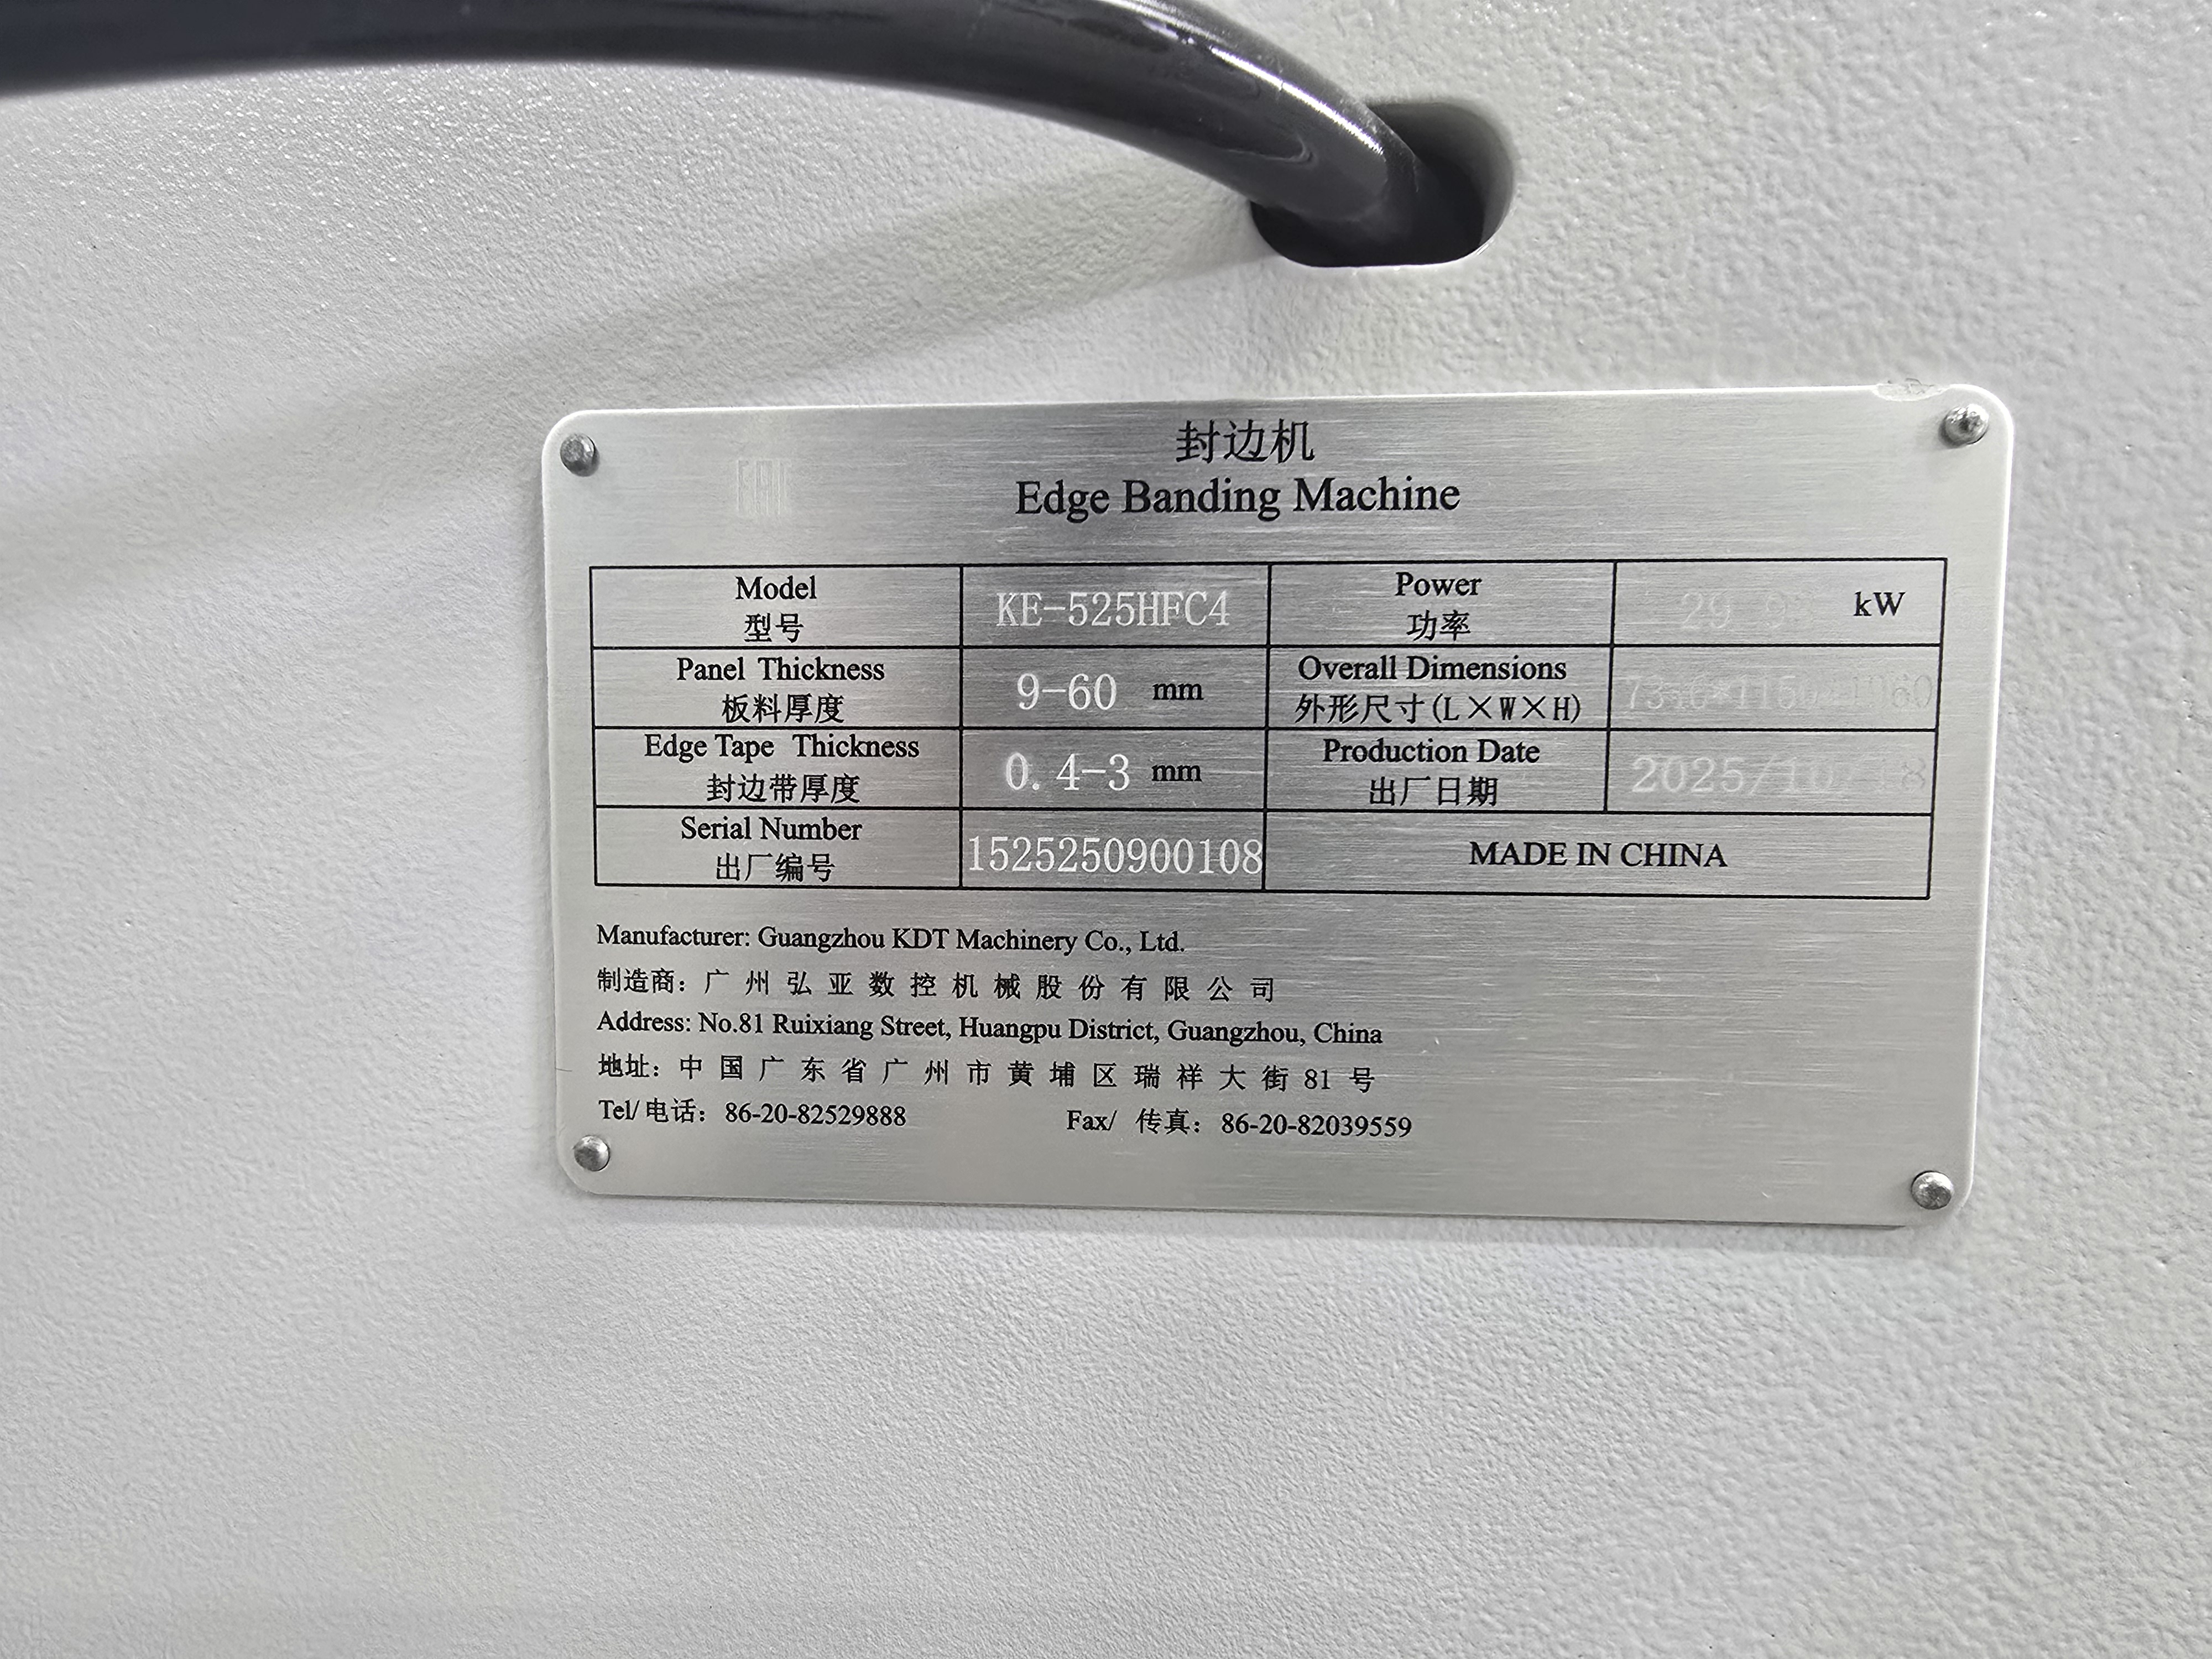 封边机
Edge Banding Machine
EAC
Model
型号
KE-525HFC4
Power
功率
kW
Panel Thickness
板料厚度
9-60 mm
Overall Dimensions
外形尺寸(L×W×H)
Edge Tape Thickness
封边带厚度
0.4-3 mm
Production Date
出厂日期
Serial Number
出厂编号
1525250900108
MADE IN CHINA
Manufacturer: Guangzhou KDT Machinery Co., Ltd.
制造商：广州弘亚数控机械股份有限公司
Address: No.81 Ruixiang Street, Huangpu District, Guangzhou, China
地址：中国广东省广州市黄埔区瑞祥大街81号
Tel/电话：86-20-82529888 Fax/ 传真：86-20-82039559